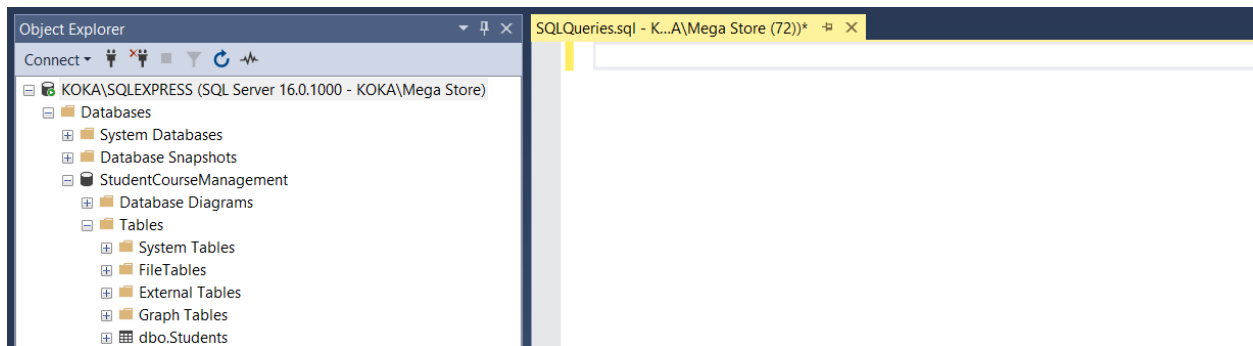 Object Explorer
Connect
KOKA\SQLEXPRESS (SQL Server 16.0.1000 - KOKA\Mega Store)
Databases
System Databases
Database Snapshots
StudentCourseManagement
Database Diagrams
Tables
System Tables
FileTables
External Tables
Graph Tables
dbo.Students
SQLQueries.sql - K...A\Mega Store (72))*